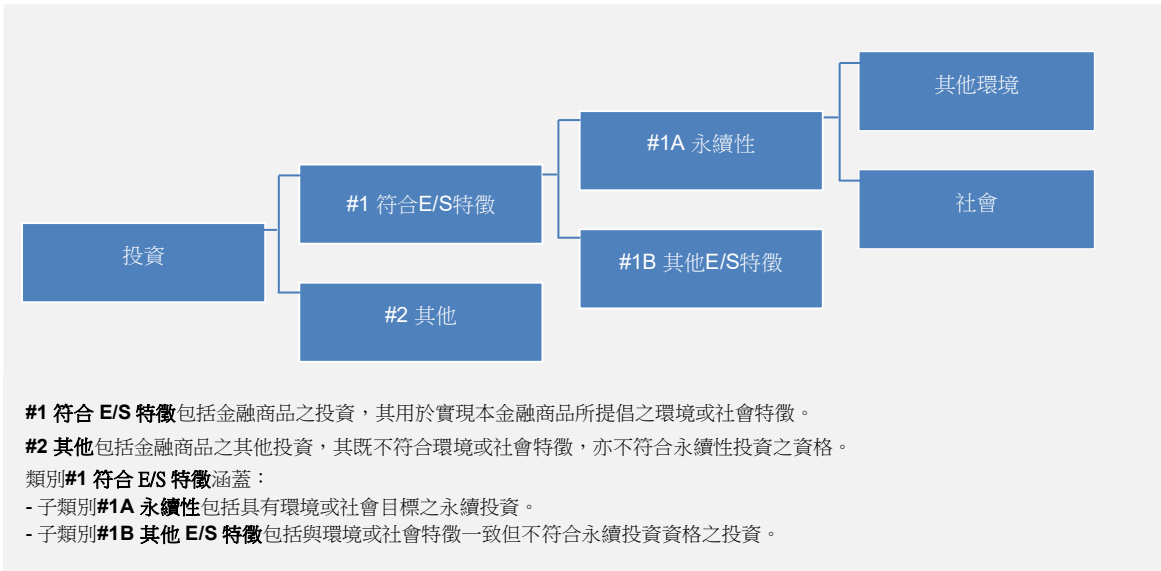 投資
#1 符合E/S特徵
#2 其他
#1A 永續性
#1B 其他E/S特徵
其他環境
社會
#1 符合 E/S 特徵包括金融商品之投資，其用於實現本金融商品所提倡之環境或社會特徵。
#2 其他包括金融商品之其他投資，其既不符合環境或社會特徵，亦不符合永續性投資之資格。
類別#1 符合 E/S 特徵涵蓋：
- 子類別#1A 永續性包括具有環境或社會目標之永續投資。
- 子類別#1B 其他 E/S 特徵包括與環境或社會特徵一致但不符合永續投資資格之投資。